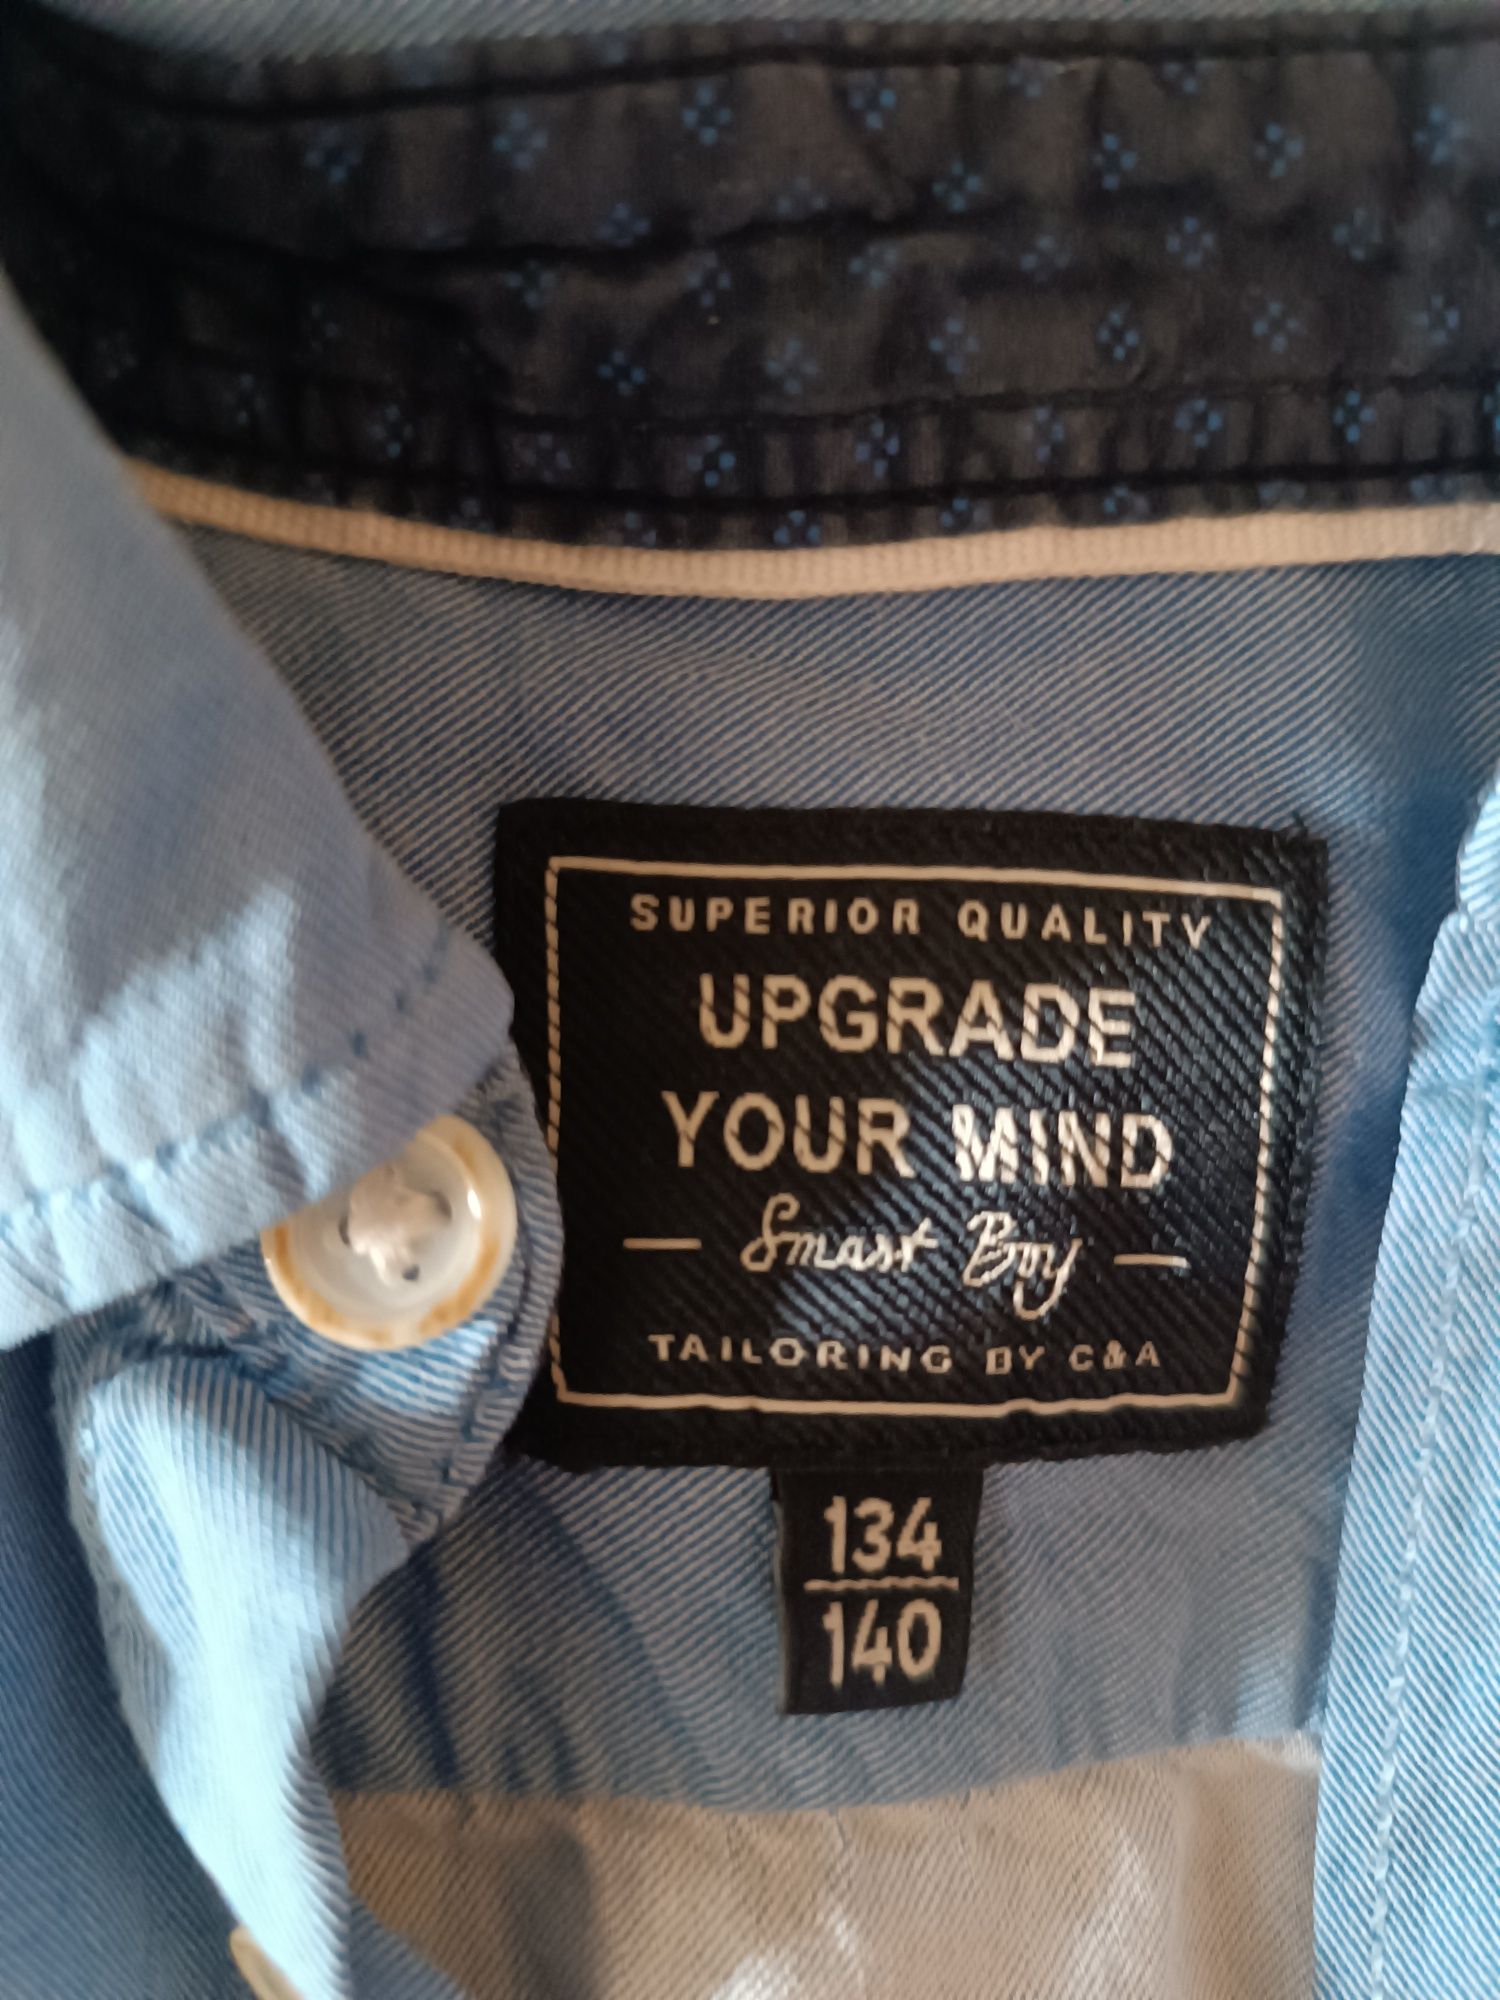 SUPERIOR QUALITY
UPGRADE
YOUR MIND
— Smart Boy —
TAILORING BY C&A
134
140